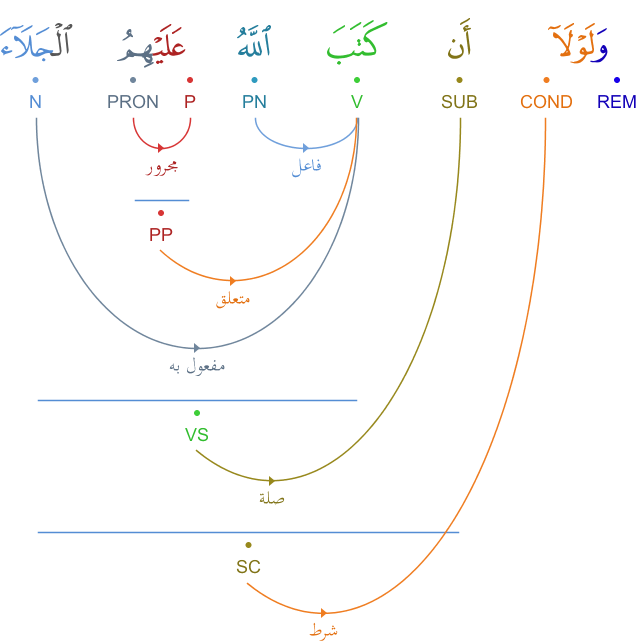 وَلَوْلَآ أَن كَتَبَ ٱللَّهُ عَلَيْهِمُ ٱلْجَلَآءَ
REM COND SUB V PN P PRON N
فاعل
مجرور
PP
متعلق
مفعول به
VS
صلة
SC
شرط